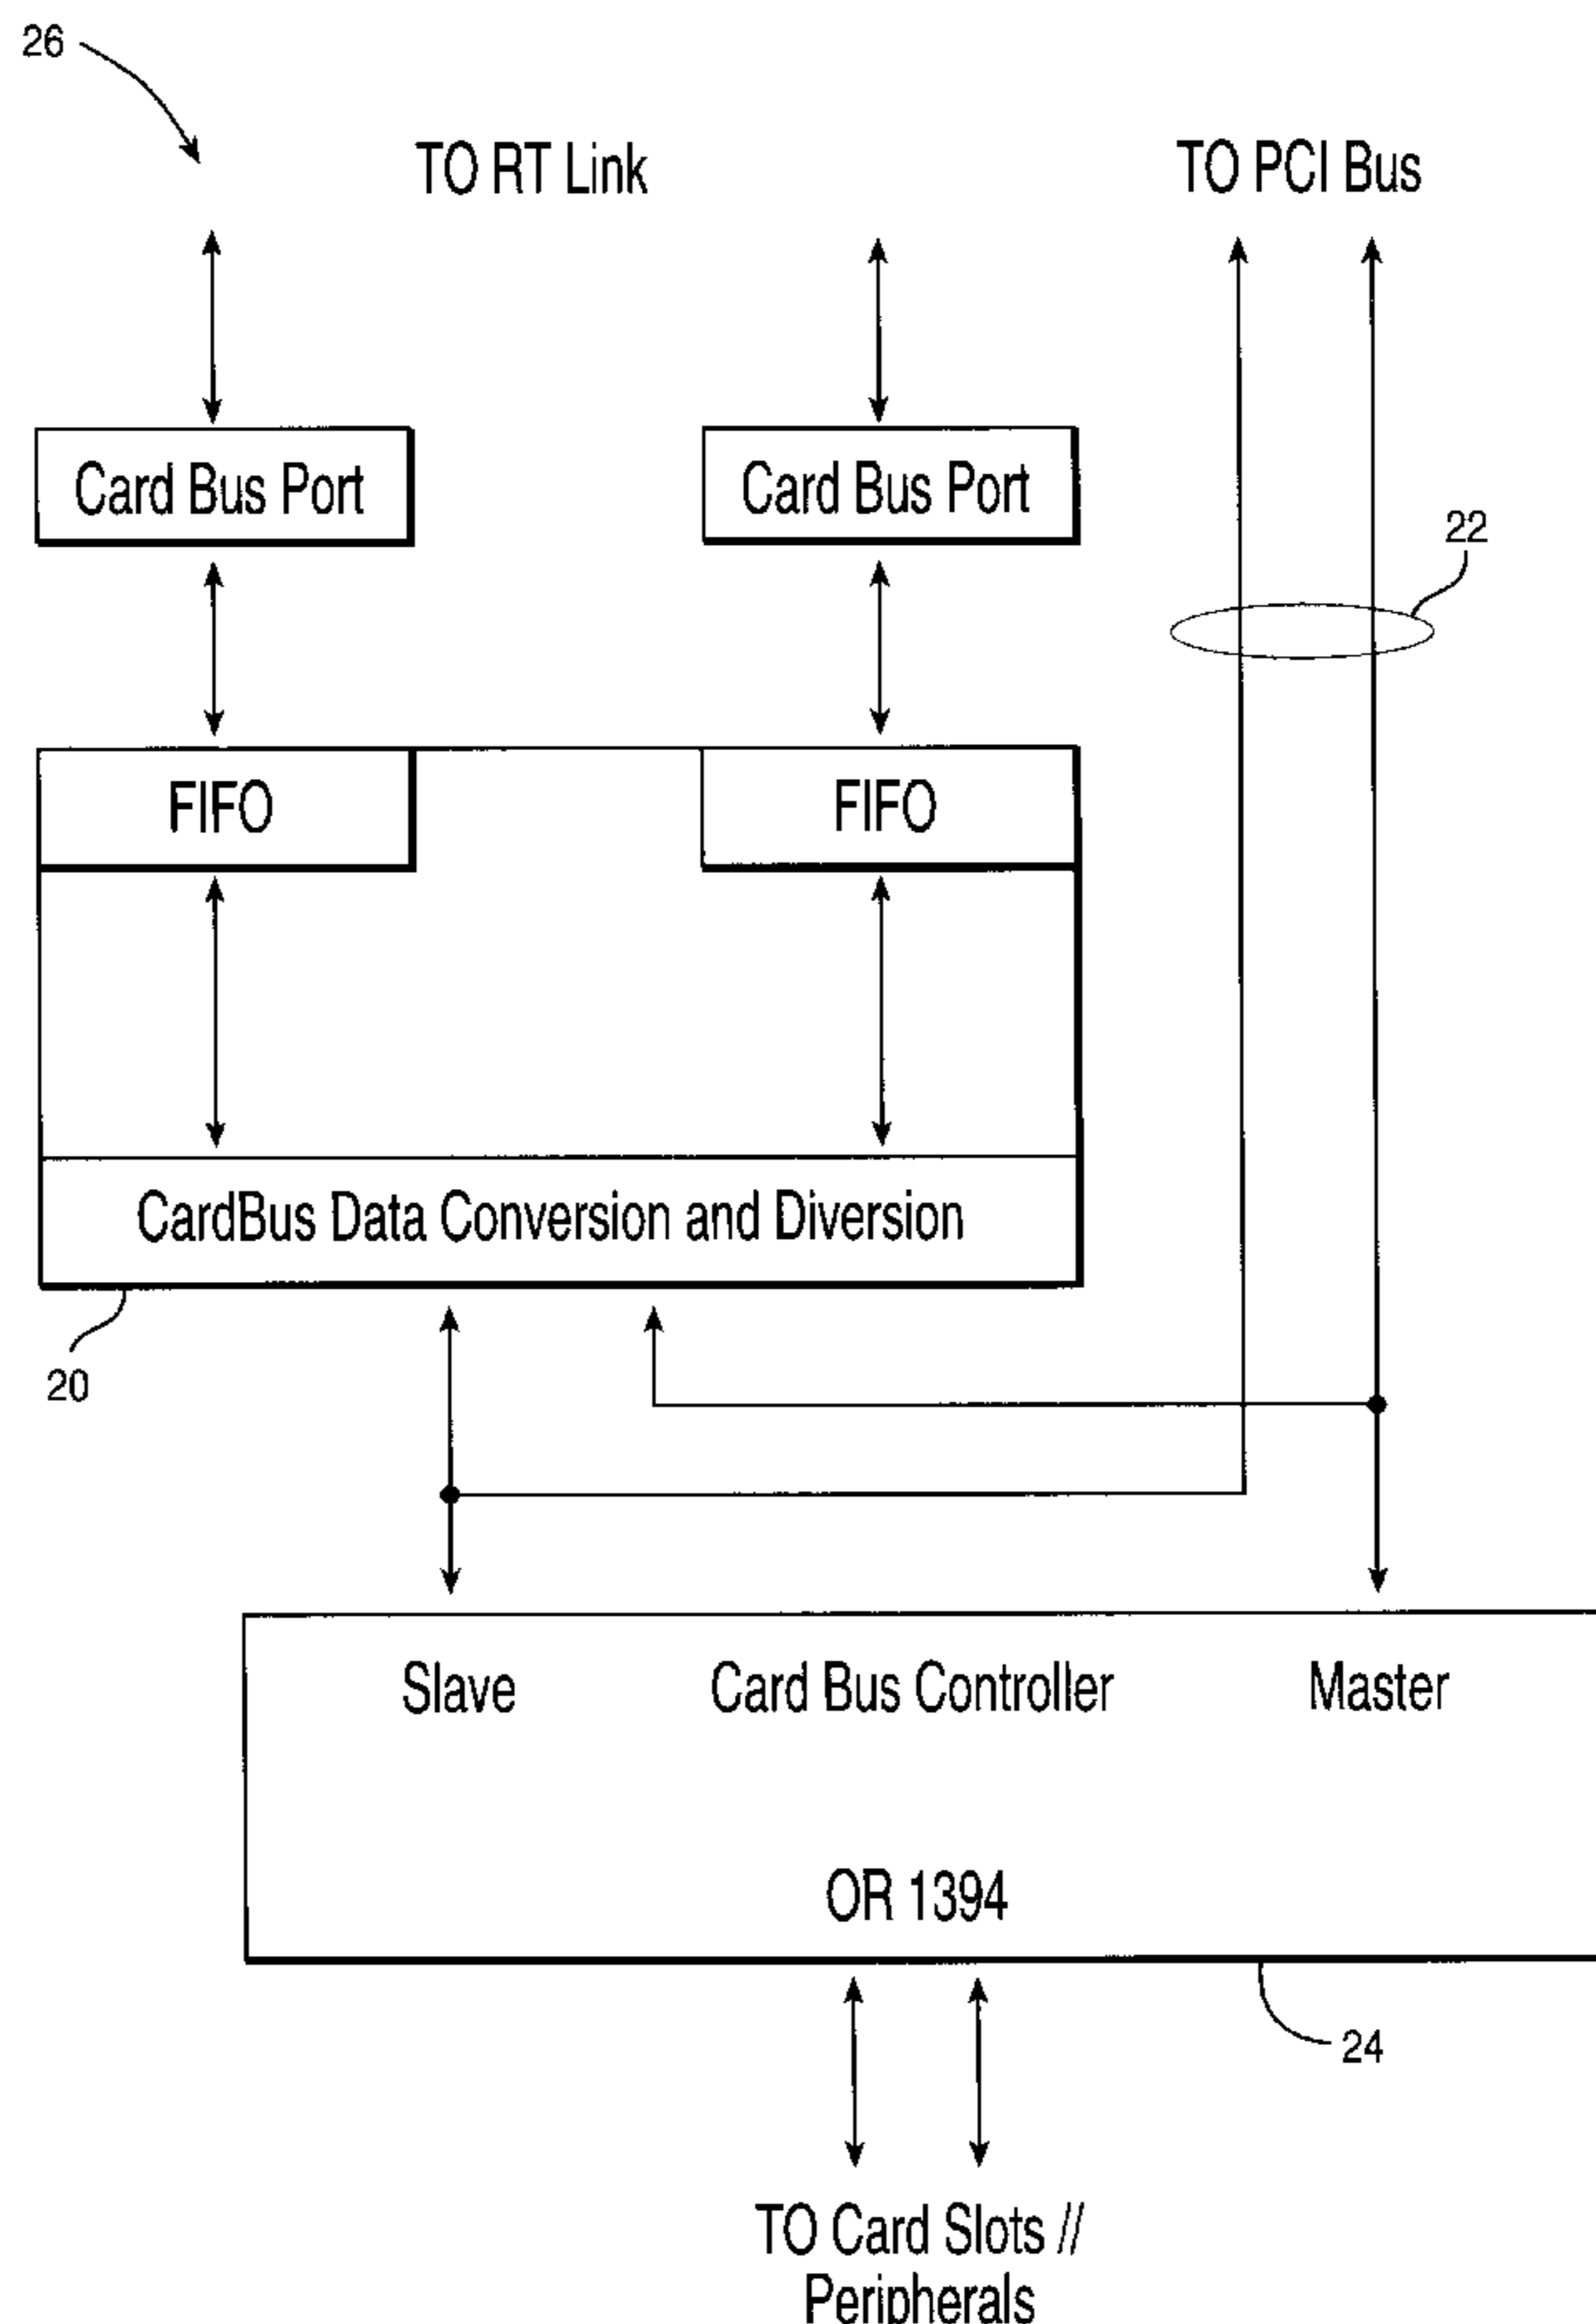 26
TO RT Link
TO PCI Bus
Card Bus Port
Card Bus Port
22
FIFO
FIFO
CardBus Data Conversion and Diversion
20
Slave
Card Bus Controller
Master
OR 1394
24
TO Card Slots //
Peripherals